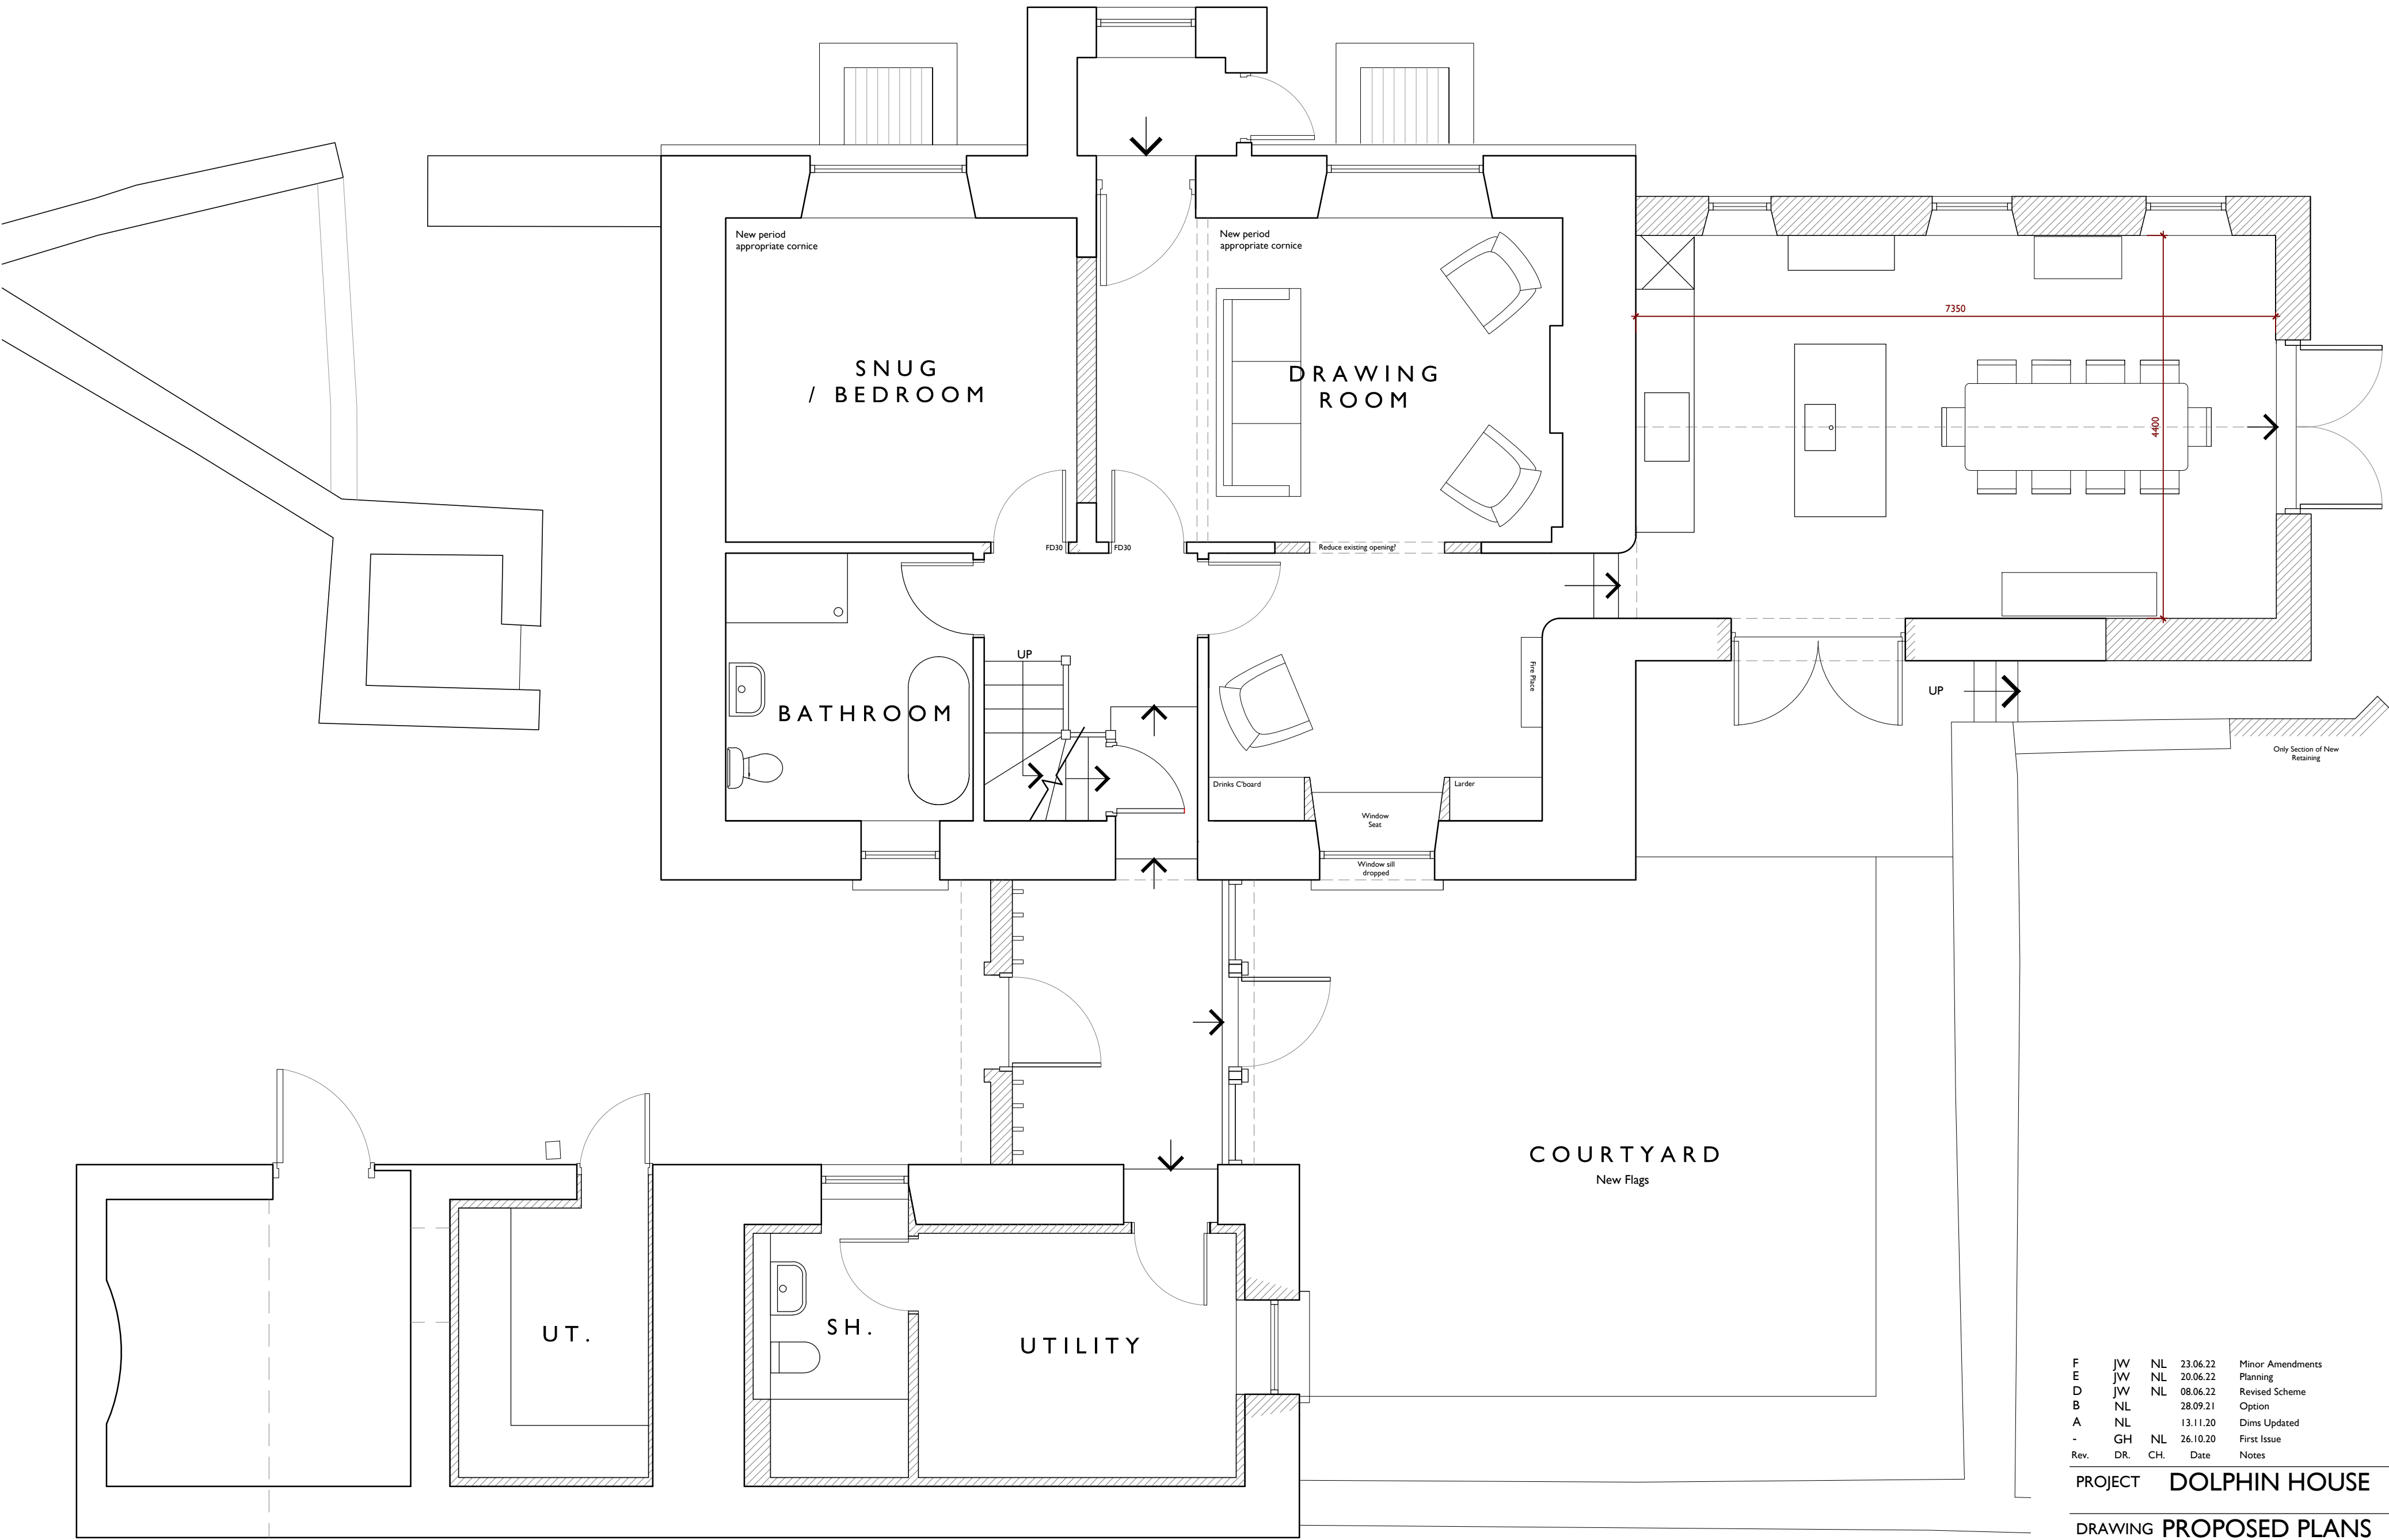 New period
appropriate cornice
New period
appropriate cornice
SNUG
/ BEDROOM
DRAWING
ROOM
7350
4400
FD30
FD30
Reduce existing opening?
UP
BATHROOM
Fire Place
UP
Only Section of New
Retaining
Drinks C'board
Larder
Window
Seat
Window sill
dropped
COURTYARD
New Flags
UT.
SH.
UTILITY
F JW NL 23.06.22 Minor Amendments
E JW NL 20.06.22 Planning
D JW NL 08.06.22 Revised Scheme
B NL 28.09.21 Option
A NL 13.11.20 Dims Updated
- GH NL 26.10.20 First Issue
Rev. DR. CH. Date Notes
PROJECT DOLPHIN HOUSE
DRAWING PROPOSED PLANS